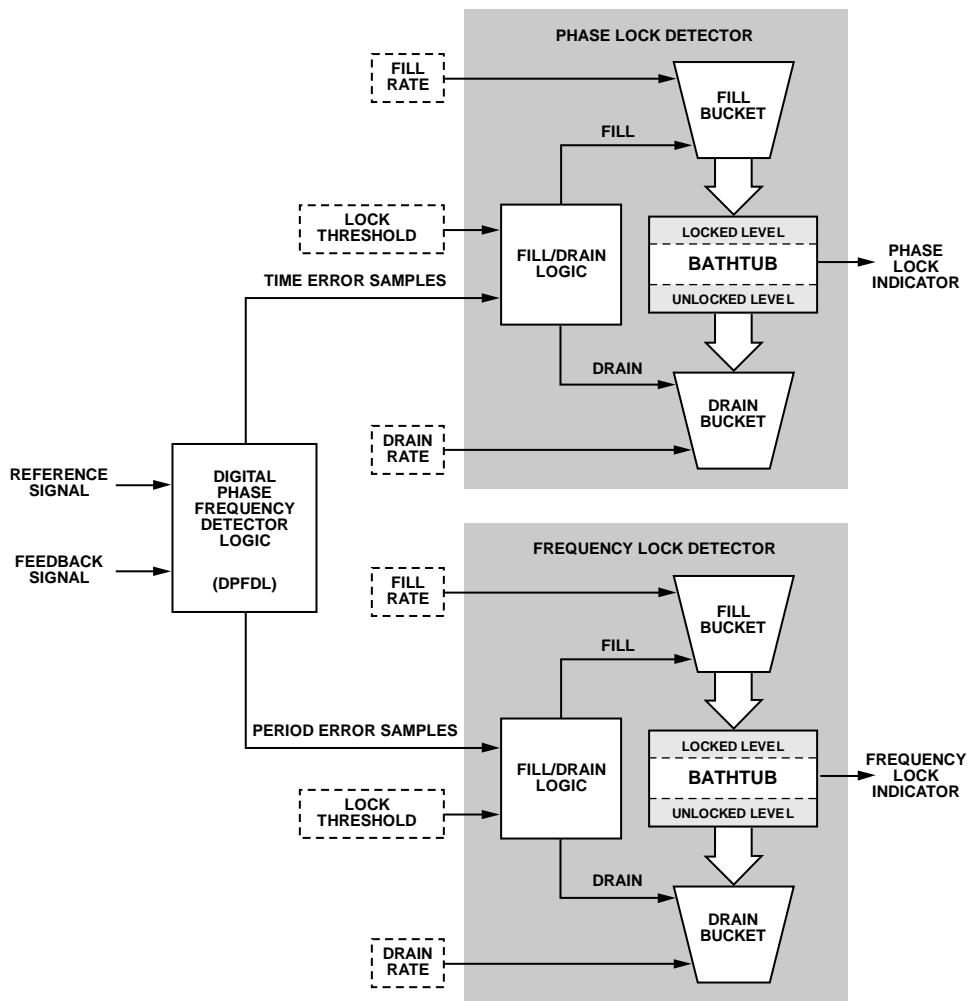 PHASE LOCK DETECTOR
FILL
RATE
FILL
BUCKET
FILL
LOCK
THRESHOLD
FILL/DRAIN
LOGIC
LOCKED LEVEL
BATHTUB
UNLOCKED LEVEL
PHASE
LOCK
INDICATOR
TIME ERROR SAMPLES
DRAIN
DRAIN
BUCKET
DRAIN
RATE
REFERENCE
SIGNAL
FEEDBACK
SIGNAL
DIGITAL
PHASE
FREQUENCY
DETECTOR
LOGIC
(DPFDL)
FREQUENCY LOCK DETECTOR
FILL
RATE
FILL
BUCKET
FILL
PERIOD ERROR SAMPLES
FILL/DRAIN
LOGIC
LOCK
THRESHOLD
LOCKED LEVEL
BATHTUB
UNLOCKED LEVEL
FREQUENCY
LOCK
INDICATOR
DRAIN
DRAIN
BUCKET
DRAIN
RATE